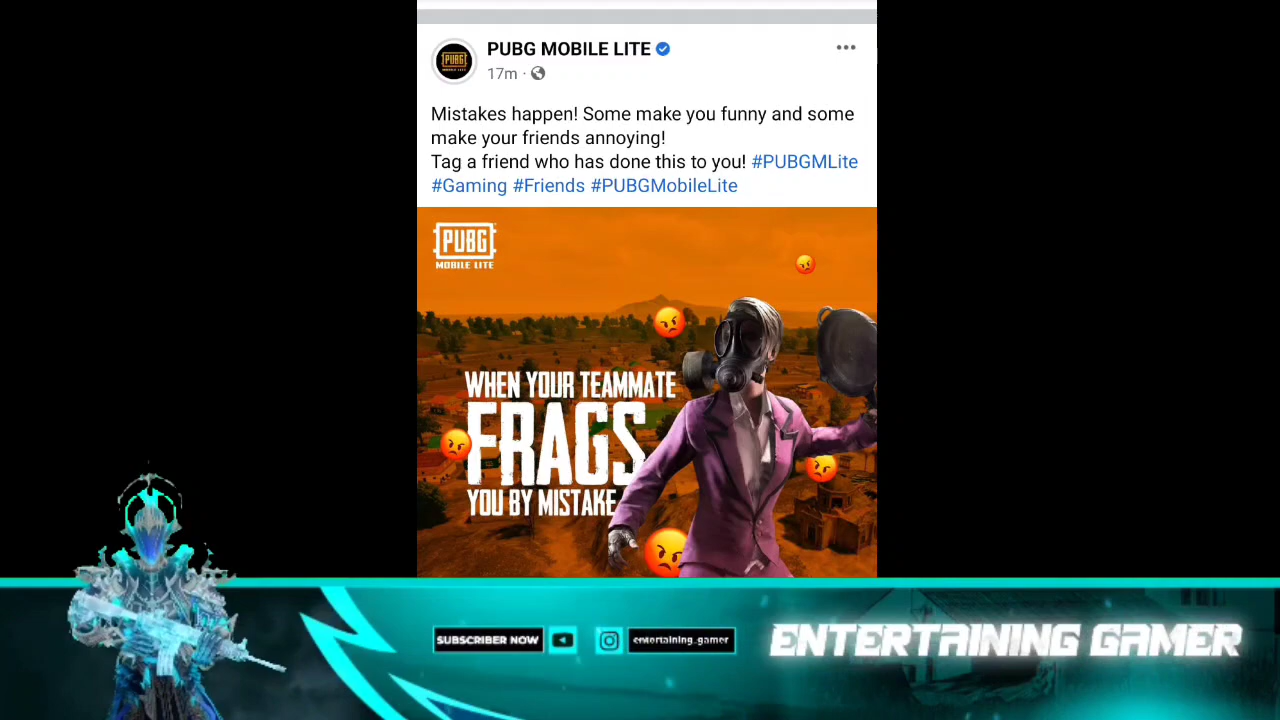 PUBG MOBILE LITE
17m ·
Mistakes happen! Some make you funny and some
make your friends annoying!
Tag a friend who has done this to you! #PUBGMLite
#Gaming #Friends #PUBGMobileLite
PUBG
MOBILE LITE
WHEN YOUR TEAMMATE
FRAGS
YOU BY MISTAKE
SUBSCRIBER NOW
entertaining_gamer
ENTERTAINING GAMER